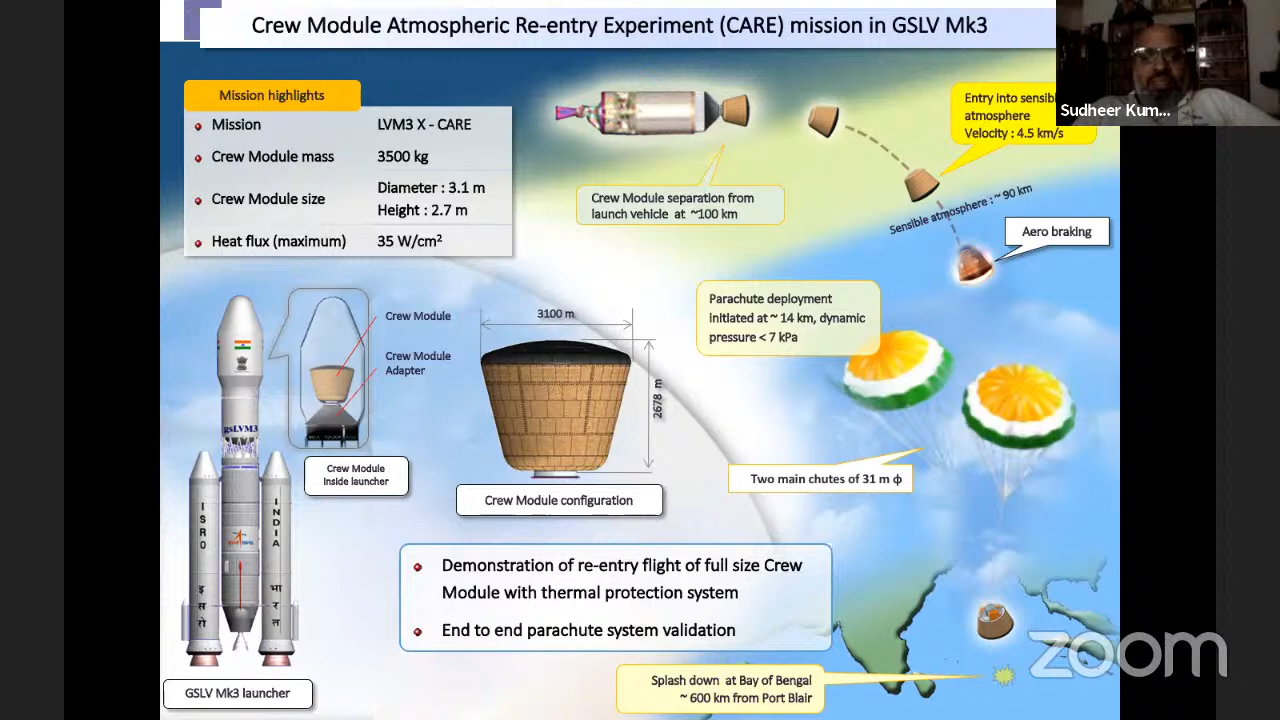 Crew Module Atmospheric Re-entry Experiment (CARE) mission in GSLV Mk3
Sudheer Kum...
Mission highlights
Mission LVM3 X - CARE
Crew Module mass 3500 kg
Crew Module size Diameter : 3.1 m
Height : 2.7 m
Heat flux (maximum) 35 W/cm²
Crew Module separation from
launch vehicle at ~100 km
Entry into sensib
atmosphere
Velocity : 4.5 km/s
Sensible atmosphere : ~ 90 km
Aero braking
Parachute deployment
initiated at ~ 14 km, dynamic
pressure < 7 kPa
Two main chutes of 31 m ϕ
Crew Module
Crew Module
Adapter
Crew Module
inside launcher
3100 m
2678 m
Crew Module configuration
gsLVM3
ISRO
INDIA
इसरो
भारत
GSLV Mk3 launcher
Demonstration of re-entry flight of full size Crew
Module with thermal protection system
End to end parachute system validation
Splash down at Bay of Bengal
~ 600 km from Port Blair
zoom